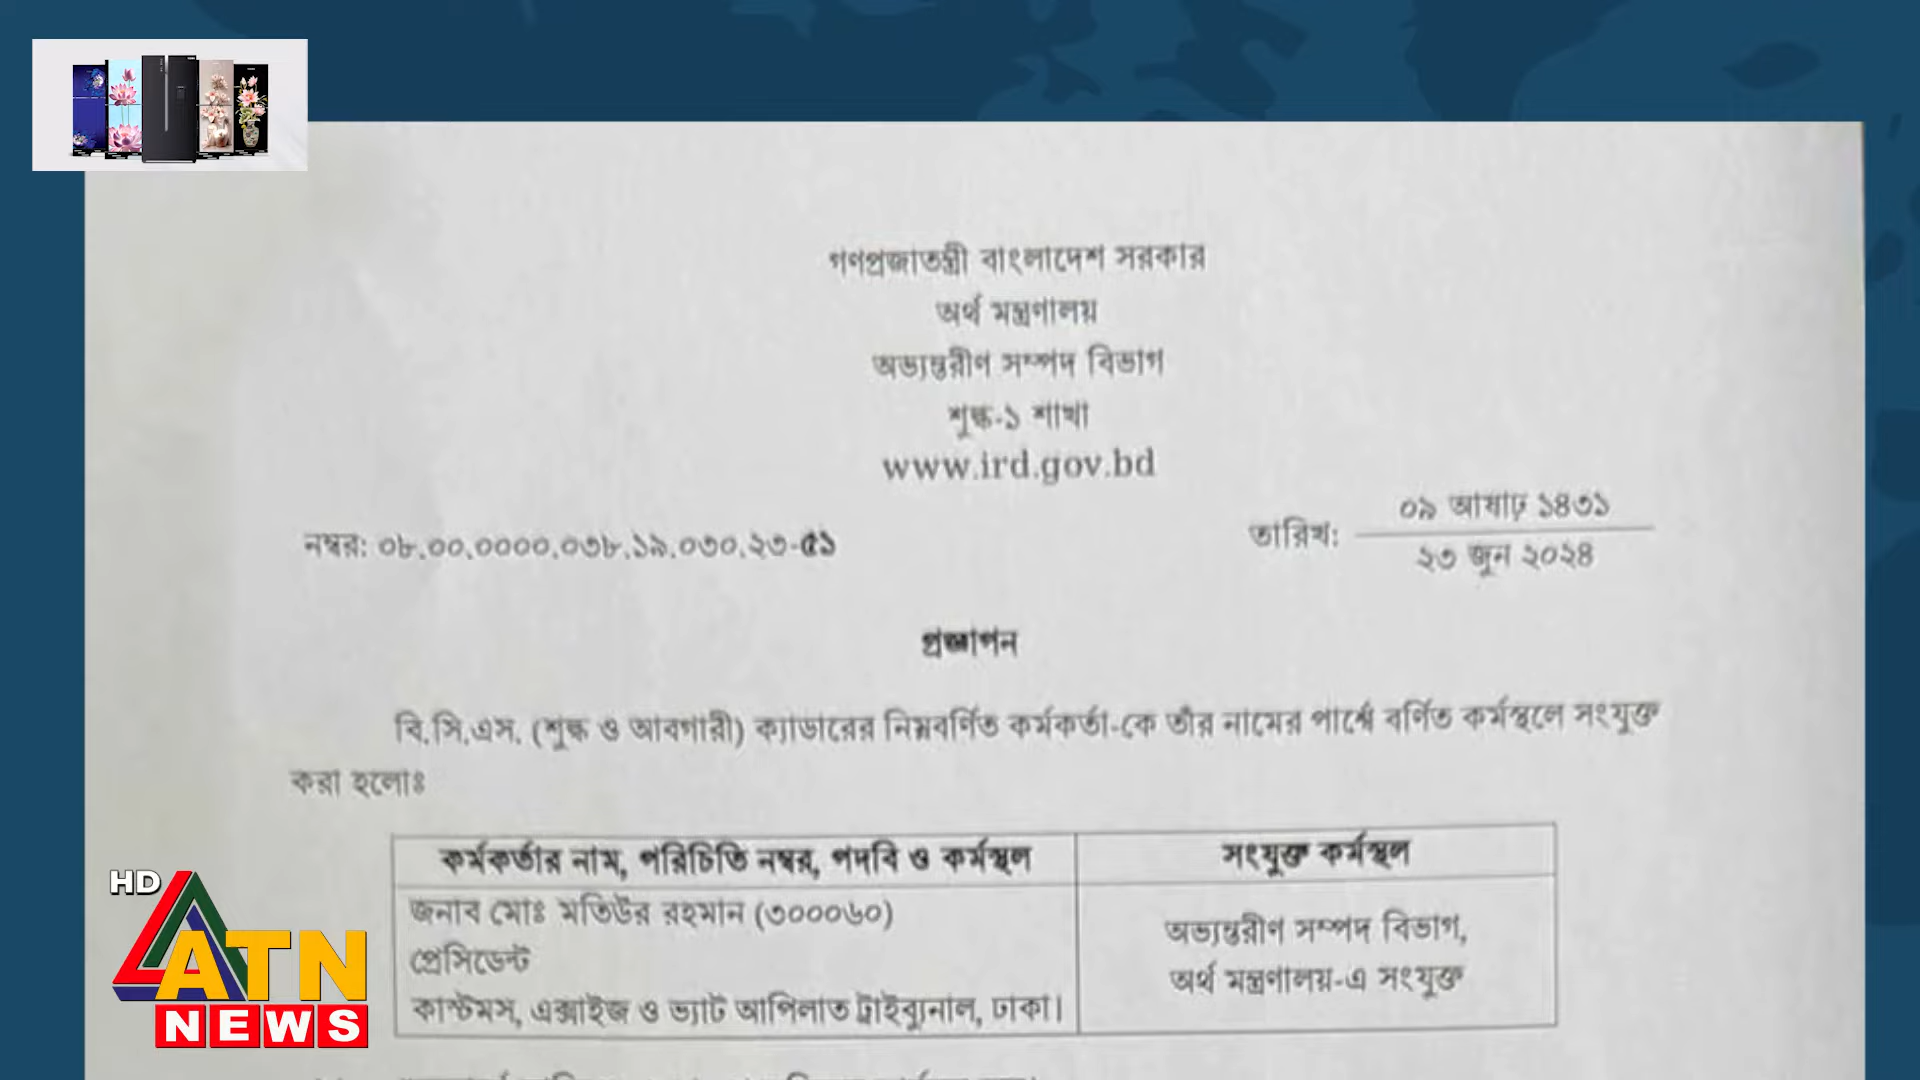 গণপ্রজাতন্ত্রী বাংলাদেশ সরকার
অর্থ মন্ত্রণালয়
অভ্যন্তরীণ সম্পদ বিভাগ
শুল্ক-১ শাখা
www.ird.gov.bd
নম্বর: ০৮.০০.০০০০.০৩৮.১৯.০৩০.২৩-৫১
তারিখ:
০৯ আষাঢ় ১৪৩১
২৩ জুন ২০২৪
প্রজ্ঞাপন
বি.সি.এস. (শুল্ক ও আবগারী) ক্যাডারের নিম্নবর্ণিত কর্মকর্তা-কে তাঁর নামের পার্শ্বে বর্ণিত কর্মস্থলে সংযুক্ত
করা হলোঃ
কর্মকর্তার নাম, পরিচিতি নম্বর, পদবি ও কর্মস্থল
সংযুক্ত কর্মস্থল
জনাব মোঃ মতিউর রহমান (৩০০০৬০)
প্রেসিডেন্ট
কাস্টমস, এক্সাইজ ও ভ্যাট আপিলাত ট্রাইব্যুনাল, ঢাকা।
অভ্যন্তরীণ সম্পদ বিভাগ,
অর্থ মন্ত্রণালয়-এ সংযুক্ত
HD
ATN
NEWS